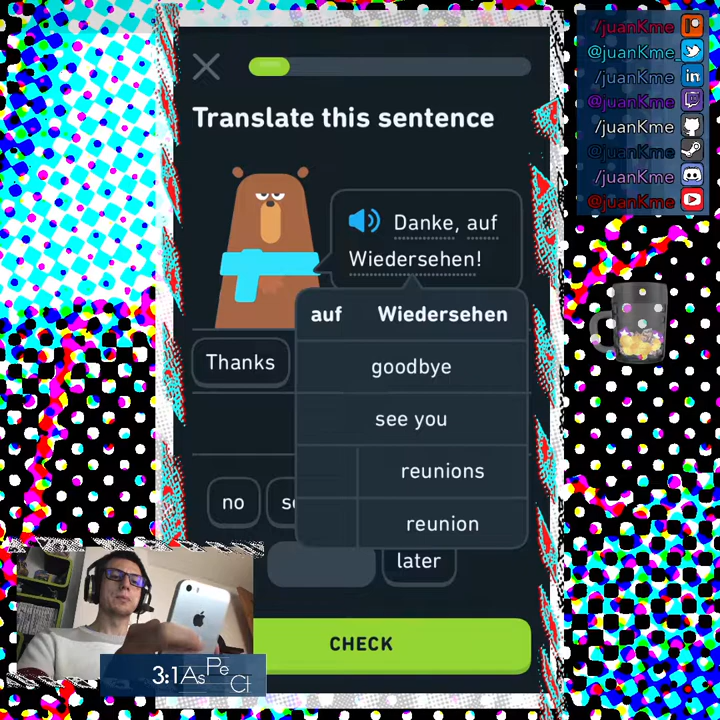 /juanKme
@juanKme_
/juanKme
@juanKme
/juanKme
@juanKme
/juanKme
@juanKme
Translate this sentence
Danke, auf
Wiedersehen!
auf Wiedersehen
goodbye
see you
reunions
reunion
Thanks
no
later
CHECK
3:1 AsPeCt